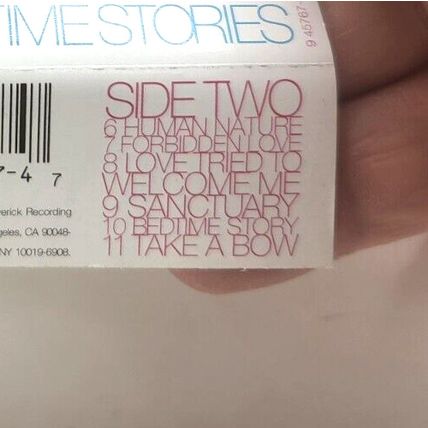 TIME STORIES
9 45767-
SIDE TWO
6 HUMAN NATURE
7 FORBIDDEN LOVE
8 LOVE TRIED TO
WELCOME ME
9 SANCTUARY
10 BEDTIME STORY
11 TAKE A BOW
7-4 7
verick Recording
geles, CA 90048-
NY 10019-6908.